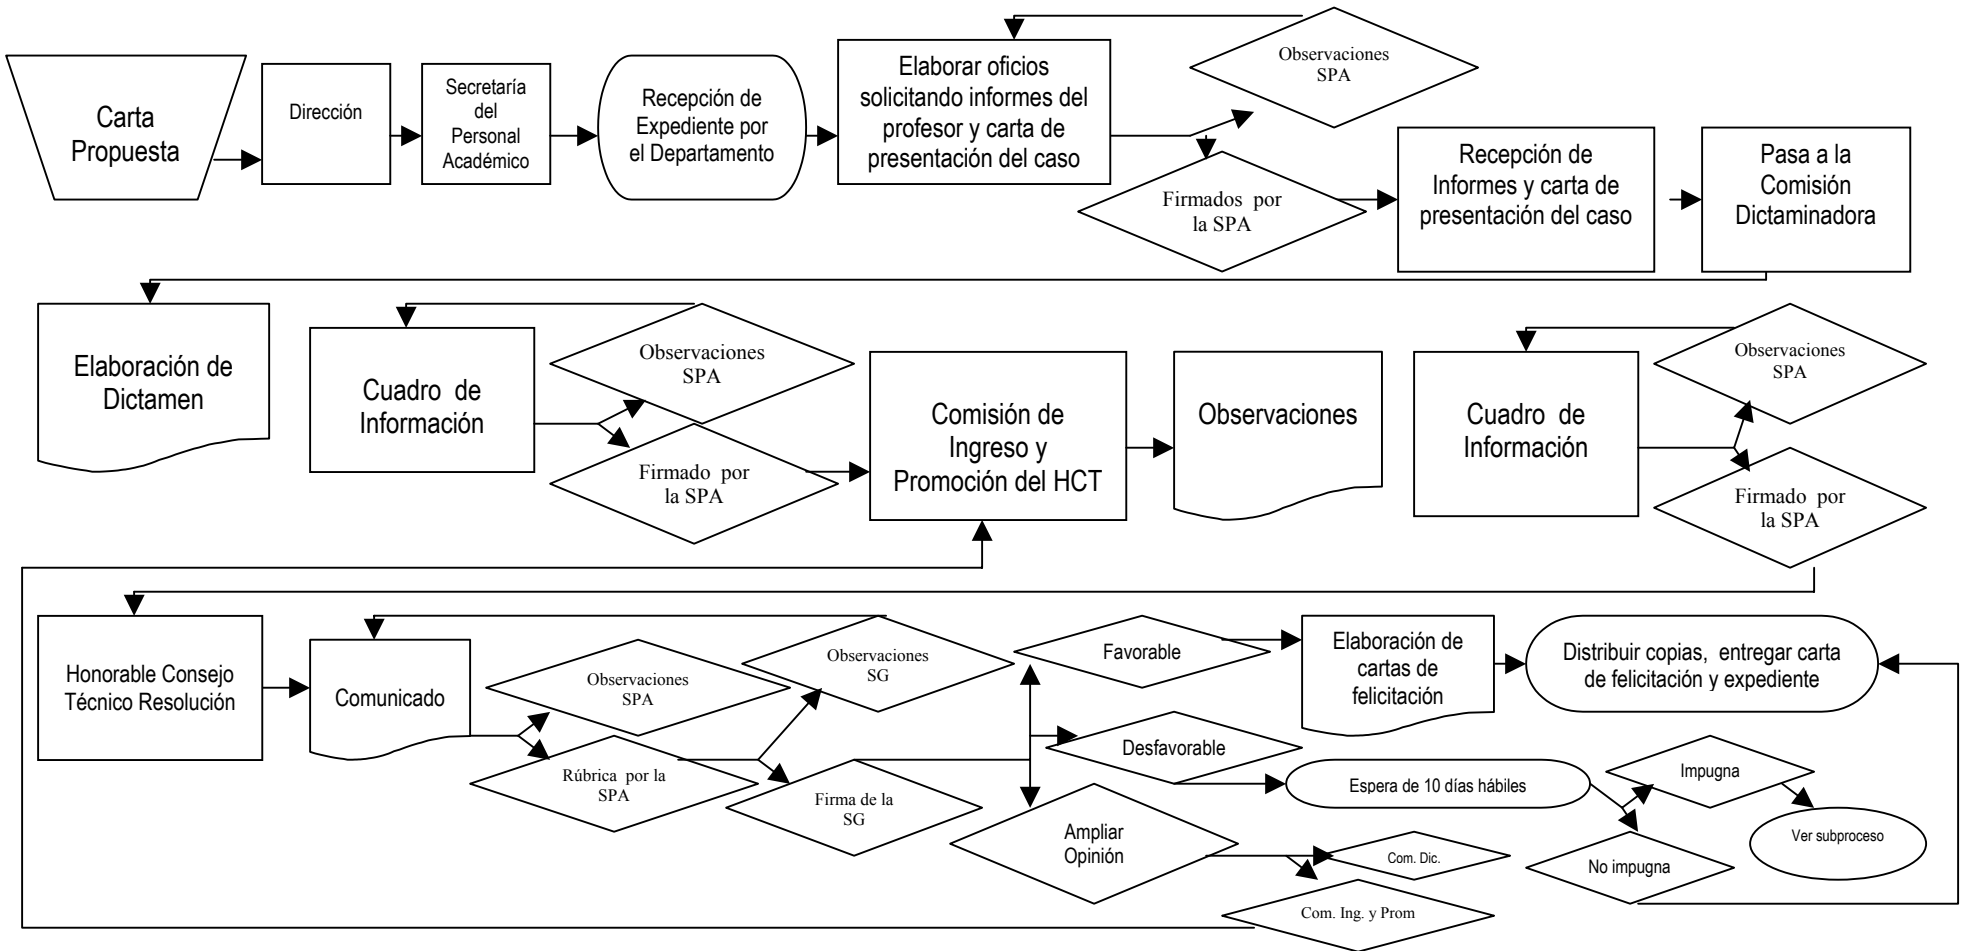 Carta
Propuesta
Dirección
Secretaría
del
Personal
Académico
Recepción de
Expediente por
el Departamento
Elaborar oficios
solicitando informes del
profesor y carta de
presentación del caso
Observaciones
SPA
Firmados por
la SPA
Recepción de
Informes y carta de
presentación del caso
Pasa a la
Comisión
Dictaminadora
Elaboración de
Dictamen
Cuadro de
Información
Observaciones
SPA
Firmado por
la SPA
Comisión de
Ingreso y
Promoción del HCT
Observaciones
Cuadro de
Información
Observaciones
SPA
Firmado por
la SPA
Honorable Consejo
Técnico Resolución
Comunicado
Observaciones
SPA
Rúbrica por la
SPA
Observaciones
SG
Firma de la
SG
Favorable
Desfavorable
Ampliar
Opinión
Elaboración de
cartas de
felicitación
Distribuir copias, entregar carta
de felicitación y expediente
Espera de 10 días hábiles
Impugna
No impugna
Ver subproceso
Com. Dic.
Com. Ing. y Prom